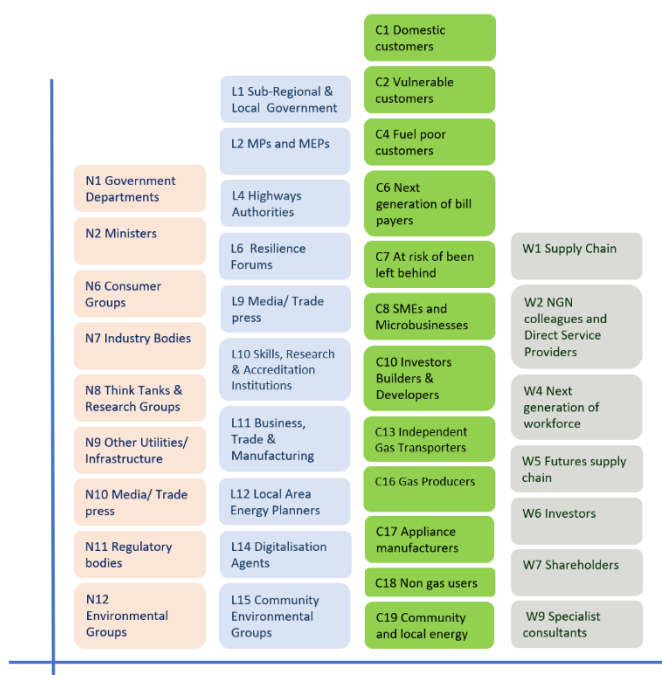 N1 Government
Departments
N2 Ministers
N6 Consumer
Groups
N7 Industry Bodies
N8 Think Tanks &
Research Groups
N9 Other Utilities/
Infrastructure
N10 Media/ Trade
press
N11 Regulatory
bodies
N12
Environmental
Groups
L1 Sub-Regional &
Local Government
L2 MPs and MEPs
L4 Highways
Authorities
L6 Resilience
Forums
L9 Media/ Trade
press
L10 Skills, Research
& Accreditation
Institutions
L11 Business,
Trade &
Manufacturing
L12 Local Area
Energy Planners
L14 Digitalisation
Agents
L15 Community
Environmental
Groups
C1 Domestic
customers
C2 Vulnerable
customers
C4 Fuel poor
customers
C6 Next
generation of bill
payers
C7 At risk of been
left behind
C8 SMEs and
Microbusinesses
C10 Investors
Builders &
Developers
C13 Independent
Gas Transporters
C16 Gas Producers
C17 Appliance
manufacturers
C18 Non gas users
C19 Community
and local energy
W1 Supply Chain
W2 NGN
colleagues and
Direct Service
Providers
W4 Next
generation of
workforce
W5 Futures supply
chain
W6 Investors
W7 Shareholders
W9 Specialist
consultants